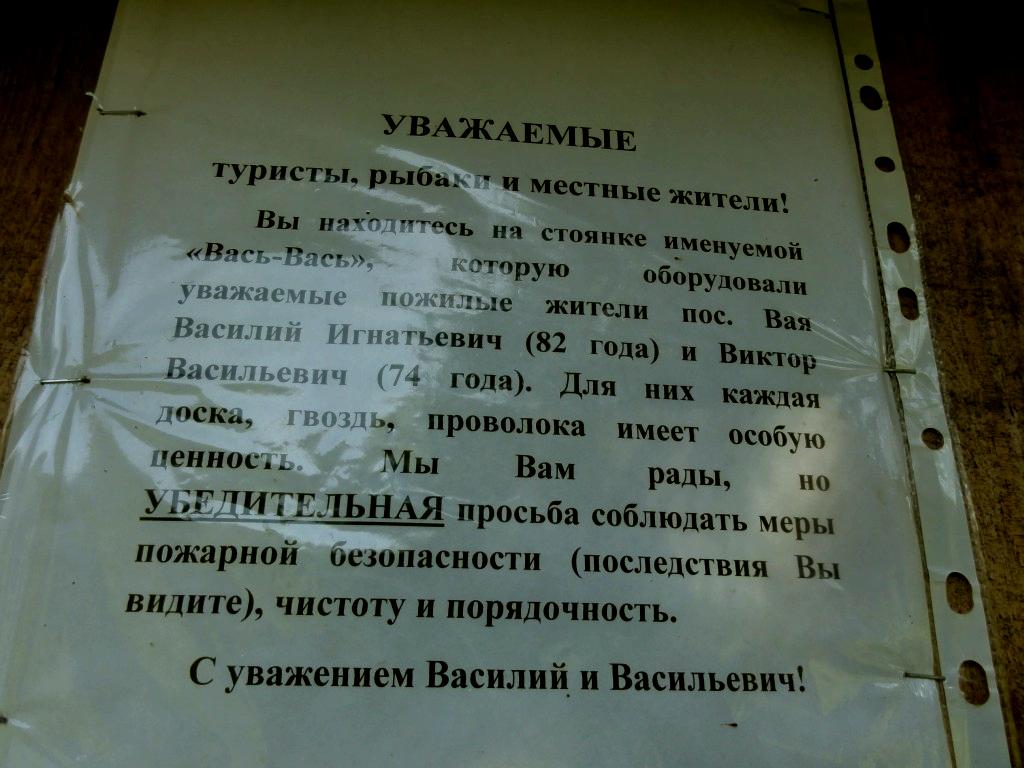 УВАЖАЕМЫЕ
туристы, рыбаки и местные жители!
Вы находитесь на стоянке именуемой
«Вась-Вась», которую оборудовали
уважаемые пожилые жители пос. Вая
Василий Игнатьевич (82 года) и Виктор
Васильевич (74 года). Для них каждая
доска, гвоздь, проволока имеет особую
ценность. Мы Вам рады, но
УБЕДИТЕЛЬНАЯ просьба соблюдать меры
пожарной безопасности (последствия Вы
видите), чистоту и порядочность.
С уважением Василий и Васильевич!